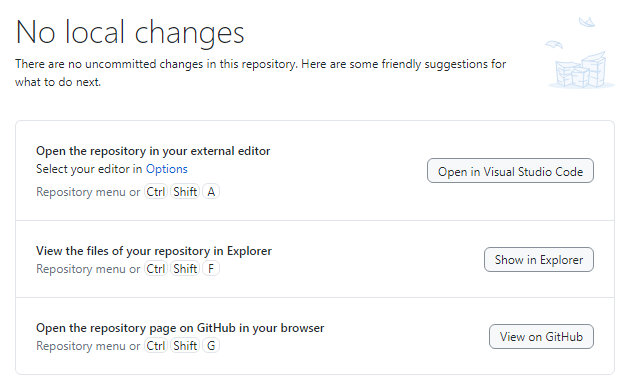 No local changes
There are no uncommitted changes in this repository. Here are some friendly suggestions for
what to do next.
Open the repository in your external editor
Select your editor in Options
Repository menu or Ctrl Shift A
Open in Visual Studio Code
View the files of your repository in Explorer
Repository menu or Ctrl Shift F
Show in Explorer
Open the repository page on GitHub in your browser
Repository menu or Ctrl Shift G
View on GitHub